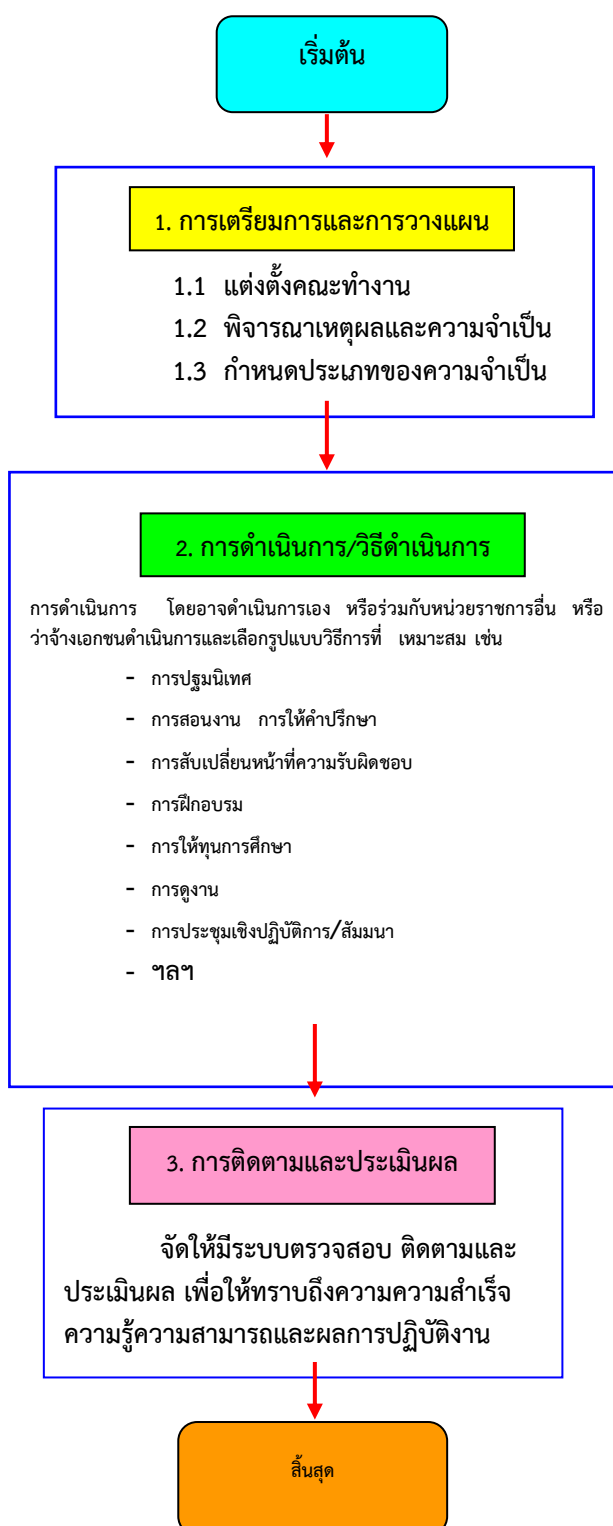 เริ่มต้น
1. การเตรียมการและการวางแผน
1.1 แต่งตั้งคณะทำงาน
1.2 พิจารณาเหตุผลและความจำเป็น
1.3 กำหนดประเภทของความจำเป็น
2. การดำเนินการ/วิธีดำเนินการ
การดำเนินการ โดยอาจดำเนินการเอง หรือร่วมกับหน่วยราชการอื่น หรือ
ว่าจ้างเอกชนดำเนินการและเลือกรูปแบบวิธีการที่ เหมาะสม เช่น
- การปฐมนิเทศ
- การสอนงาน การให้คำปรึกษา
- การสับเปลี่ยนหน้าที่ความรับผิดชอบ
- การฝึกอบรม
- การให้ทุนการศึกษา
- การดูงาน
- การประชุมเชิงปฏิบัติการ/สัมมนา
- ฯลฯ
3. การติดตามและประเมินผล
จัดให้มีระบบตรวจสอบ ติดตามและ
ประเมินผล เพื่อให้ทราบถึงความความสำเร็จ
ความรู้ความสามารถและผลการปฏิบัติงาน
สิ้นสุด